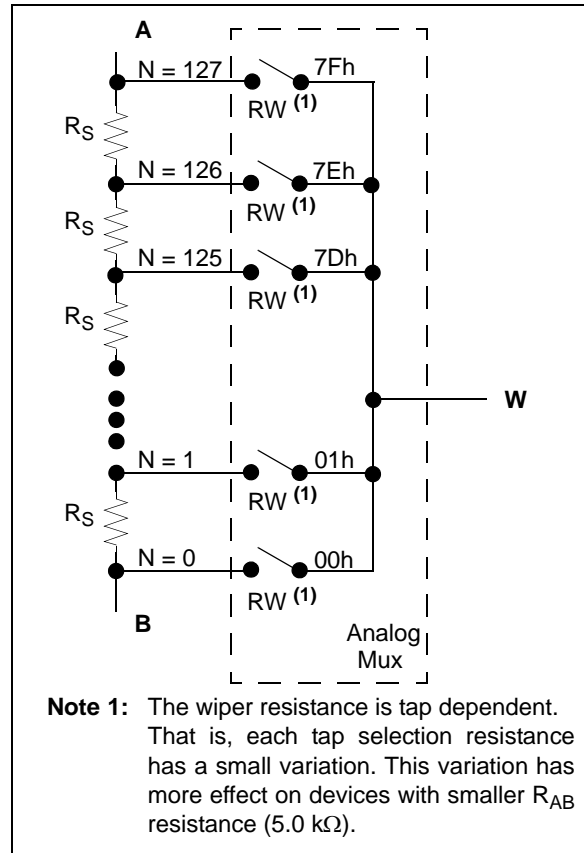 A
N = 127 7Fh
RW (1)
RS
N = 126 7Eh
RW (1)
RS
N = 125 7Dh
RW (1)
RS
W
N = 1 01h
RW (1)
RS
N = 0 00h
RW (1)
B
Analog
Mux
Note 1: The wiper resistance is tap dependent.
That is, each tap selection resistance
has a small variation. This variation has
more effect on devices with smaller RAB
resistance (5.0 kΩ).